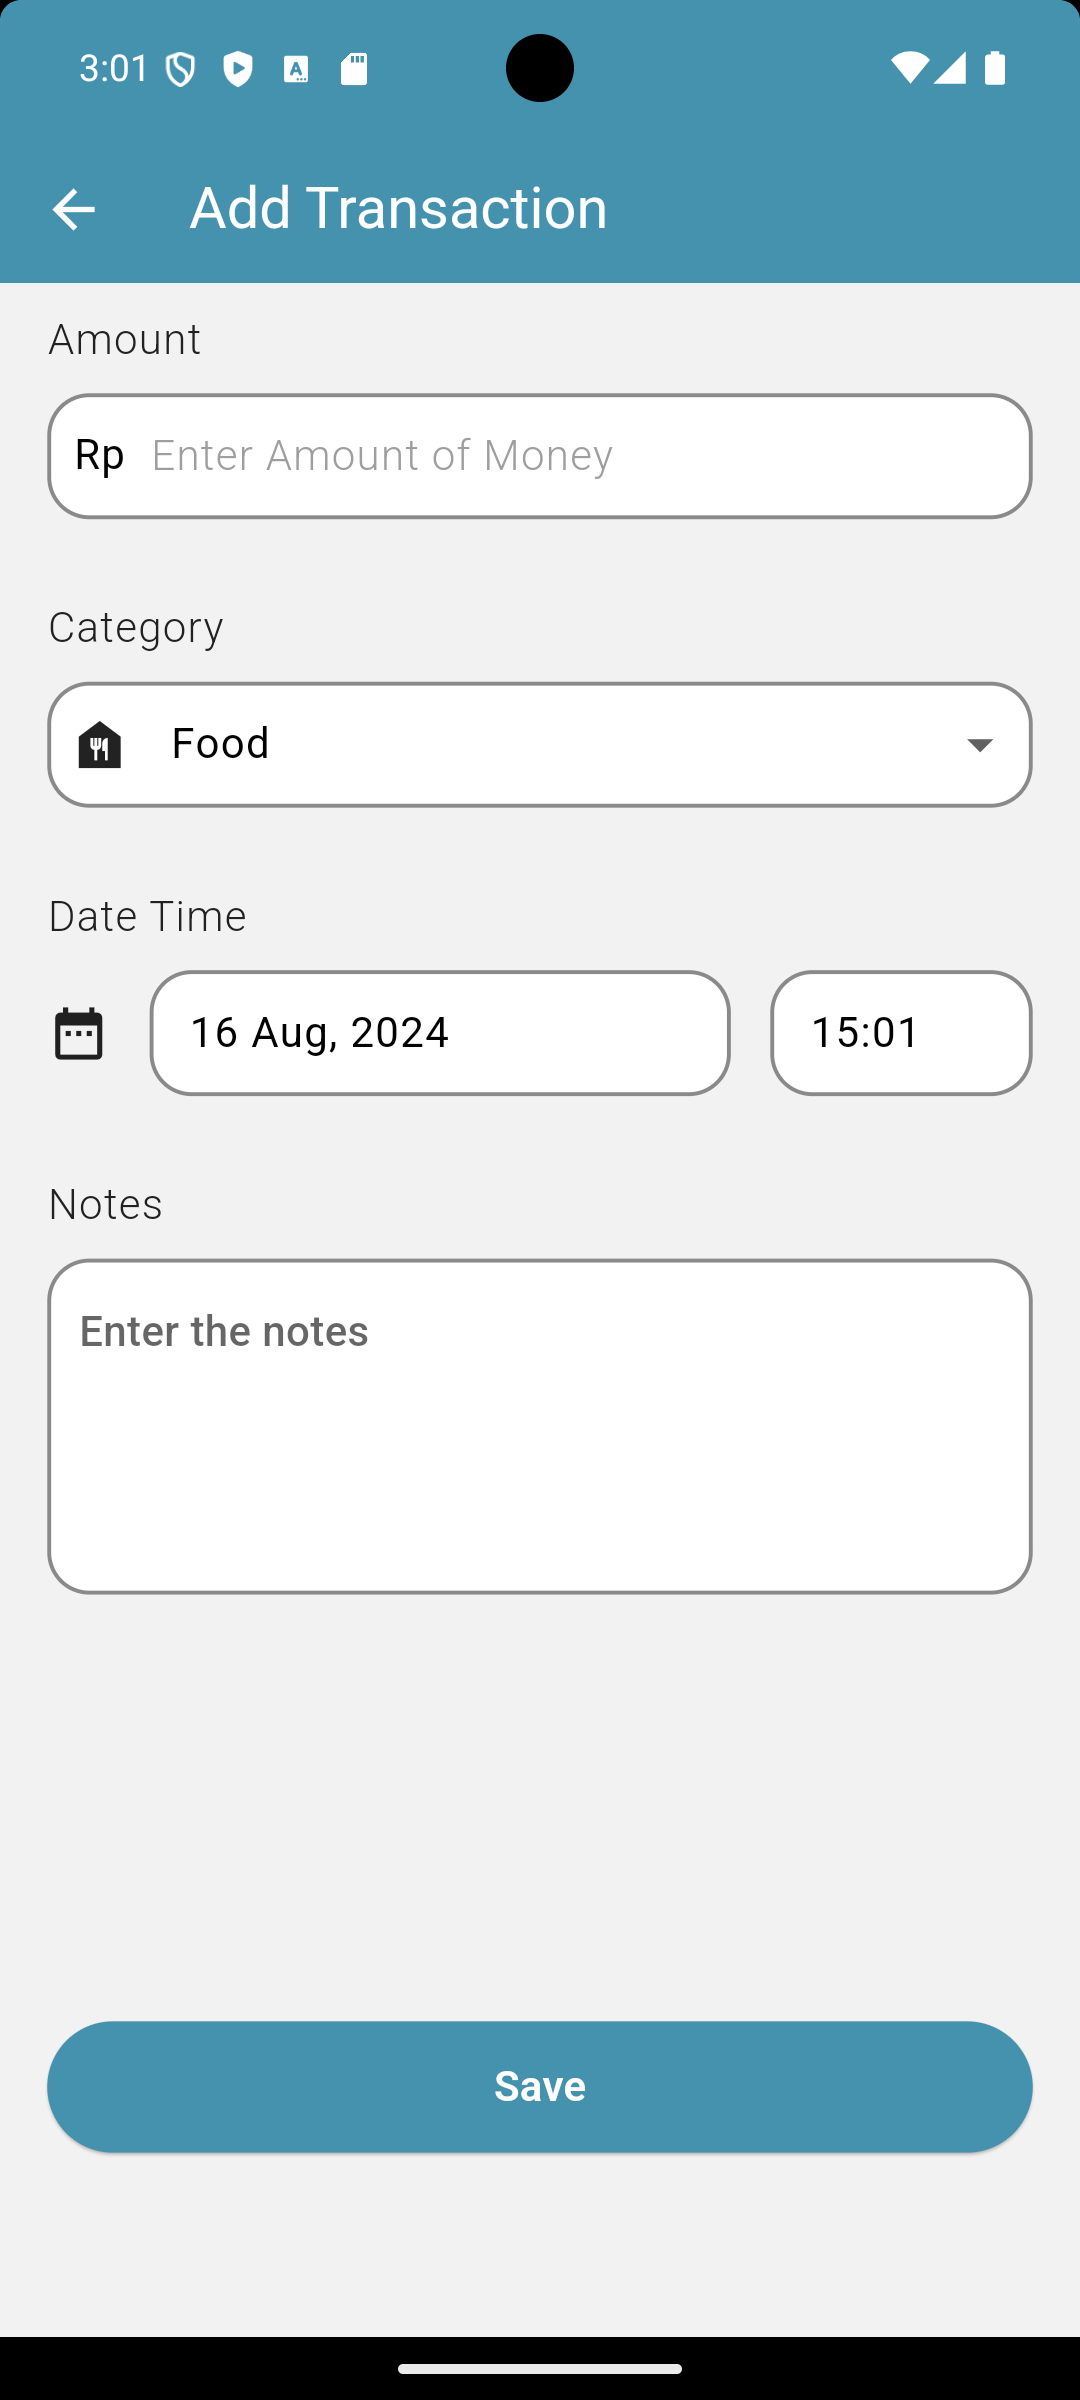 3:01
Add Transaction
Amount
Rp Enter Amount of Money
Category
Food
Date Time
16 Aug, 2024 15:01
Notes
Enter the notes
Save